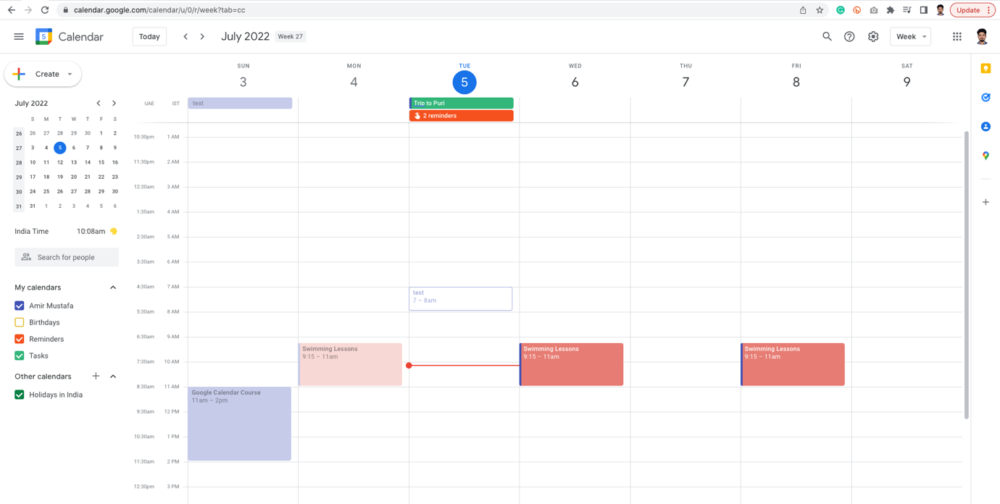 calendar.google.com/calendar/u/0/r/week?tab=cc
Update
5 Calendar
Today
July 2022
Week 27
Week
Create
SUN MON TUE WED THU FRI SAT
3 4 5 6 7 8 9
UAE IST
test
Trip to Puri
2 reminders
July 2022
S M T W T F S
26 26 27 28 29 30 1 2
27 3 4 5 6 7 8 9
28 10 11 12 13 14 15 16
29 17 18 19 20 21 22 23
30 24 25 26 27 28 29 30
31 31 1 2 3 4 5 6
India Time 10:08am
Search for people
My calendars
Amir Mustafa
Birthdays
Reminders
Tasks
Other calendars
Holidays in India
10:30pm 1 AM
11:30pm 2 AM
12:30am 3 AM
1:30am 4 AM
2:30am 5 AM
3:30am 6 AM
4:30am 7 AM
test
7 – 8am
5:30am 8 AM
6:30am 9 AM
Swimming Lessons
9:15 – 11am
Swimming Lessons
9:15 – 11am
Swimming Lessons
9:15 – 11am
7:30am 10 AM
8:30am 11 AM
Google Calendar Course
11am – 2pm
9:30am 12 PM
10:30am 1 PM
11:30am 2 PM
12:30pm 3 PM